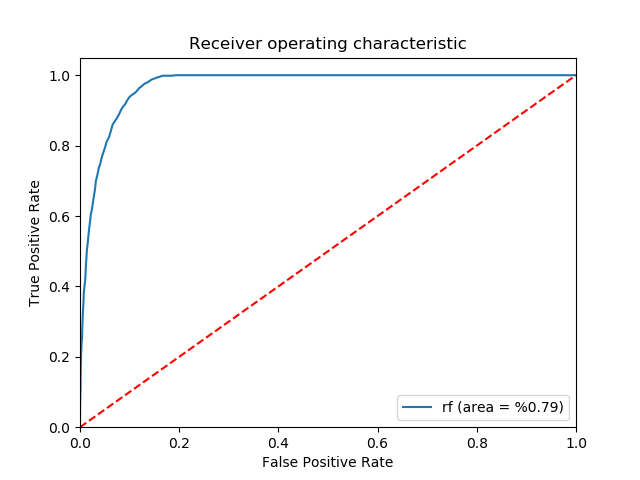 Receiver operating characteristic
True Positive Rate
1.0
0.8
0.6
0.4
0.2
0.0
rf (area = %0.79)
0.0 0.2 0.4 0.6 0.8 1.0
False Positive Rate